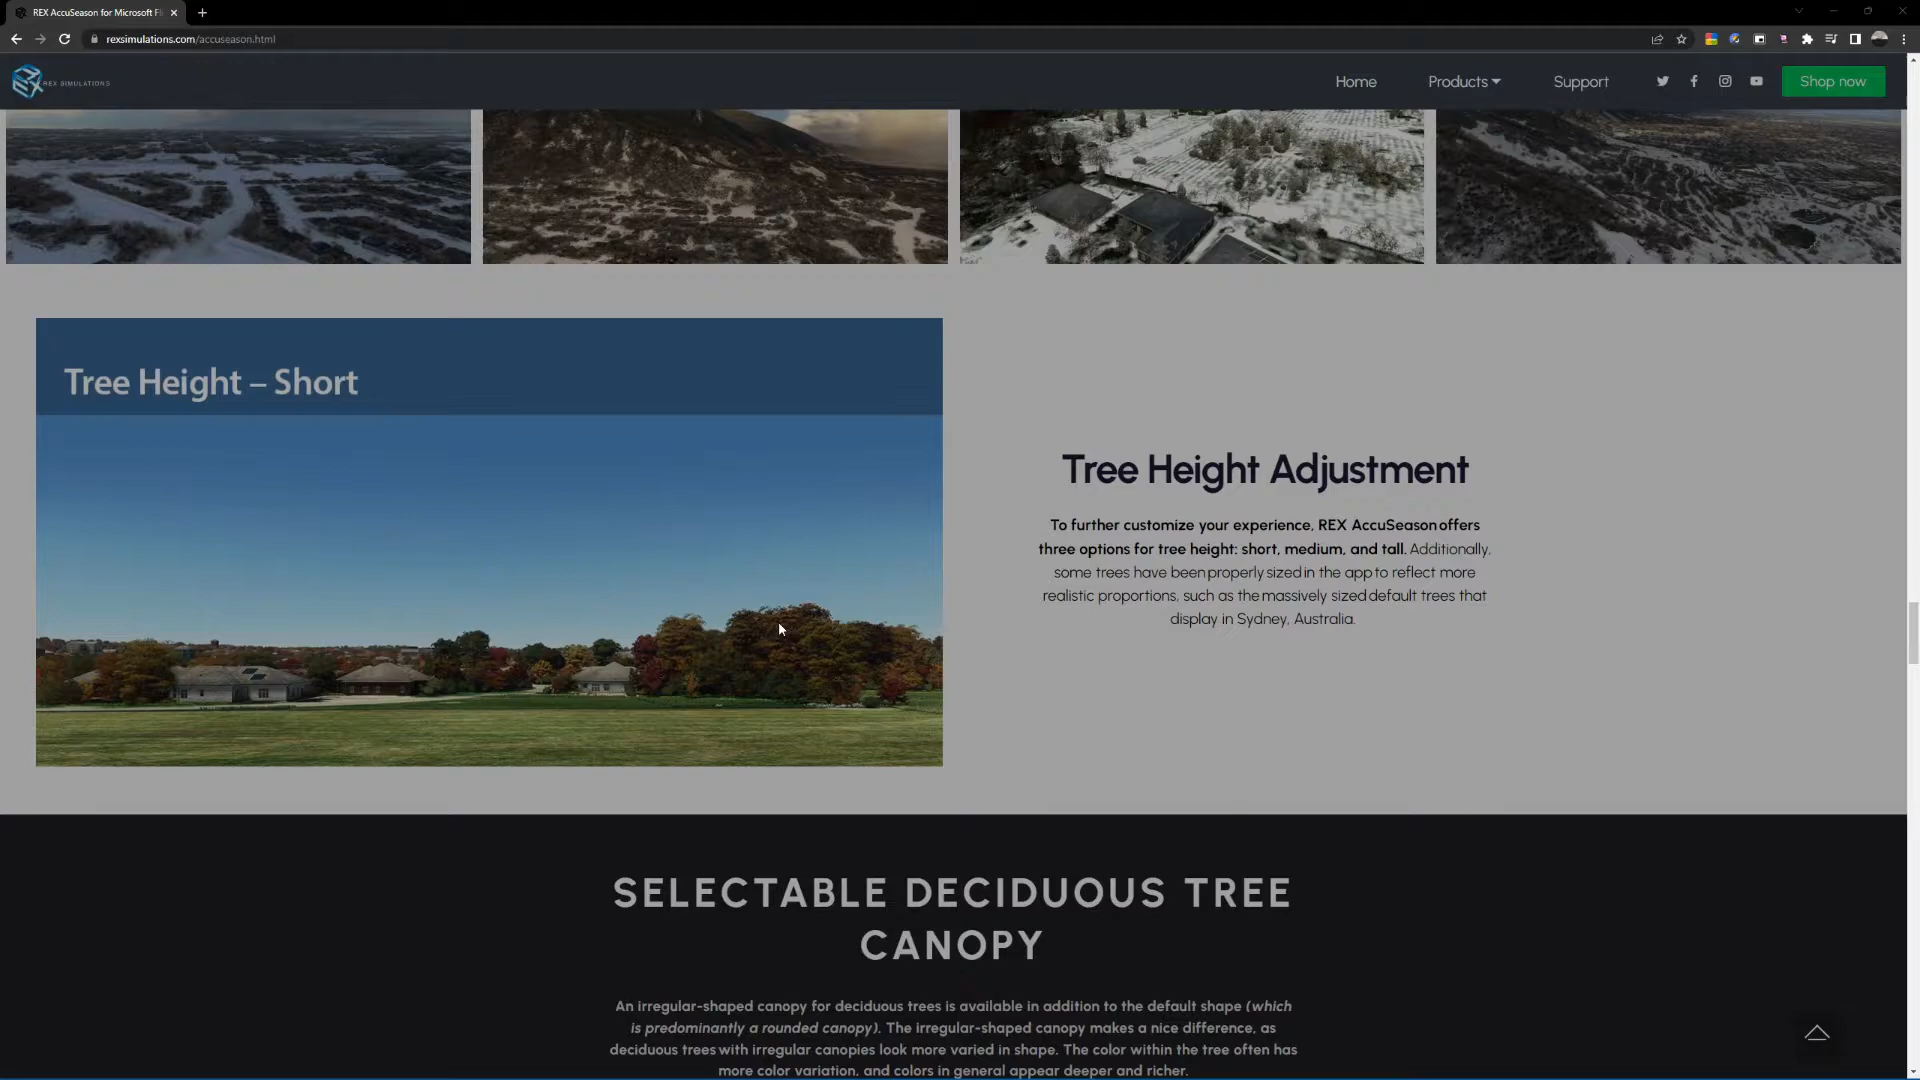 REX AccuSeason for Microsoft Fli
rexsimulations.com/accuseason.html
REX SIMULATIONS
Home
Products
Support
Shop now
Tree Height – Short
Tree Height Adjustment
To further customize your experience, REX AccuSeason offers
three options for tree height: short, medium, and tall. Additionally,
some trees have been properly sized in the app to reflect more
realistic proportions, such as the massively sized default trees that
display in Sydney, Australia.
SELECTABLE DECIDUOUS TREE
CANOPY
An irregular-shaped canopy for deciduous trees is available in addition to the default shape (which
is predominantly a rounded canopy). The irregular-shaped canopy makes a nice difference, as
deciduous trees with irregular canopies look more varied in shape. The color within the tree often has
more color variation, and colors in general appear deeper and richer.